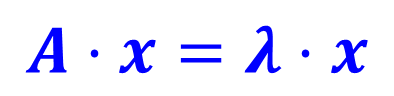 A · x = λ · x